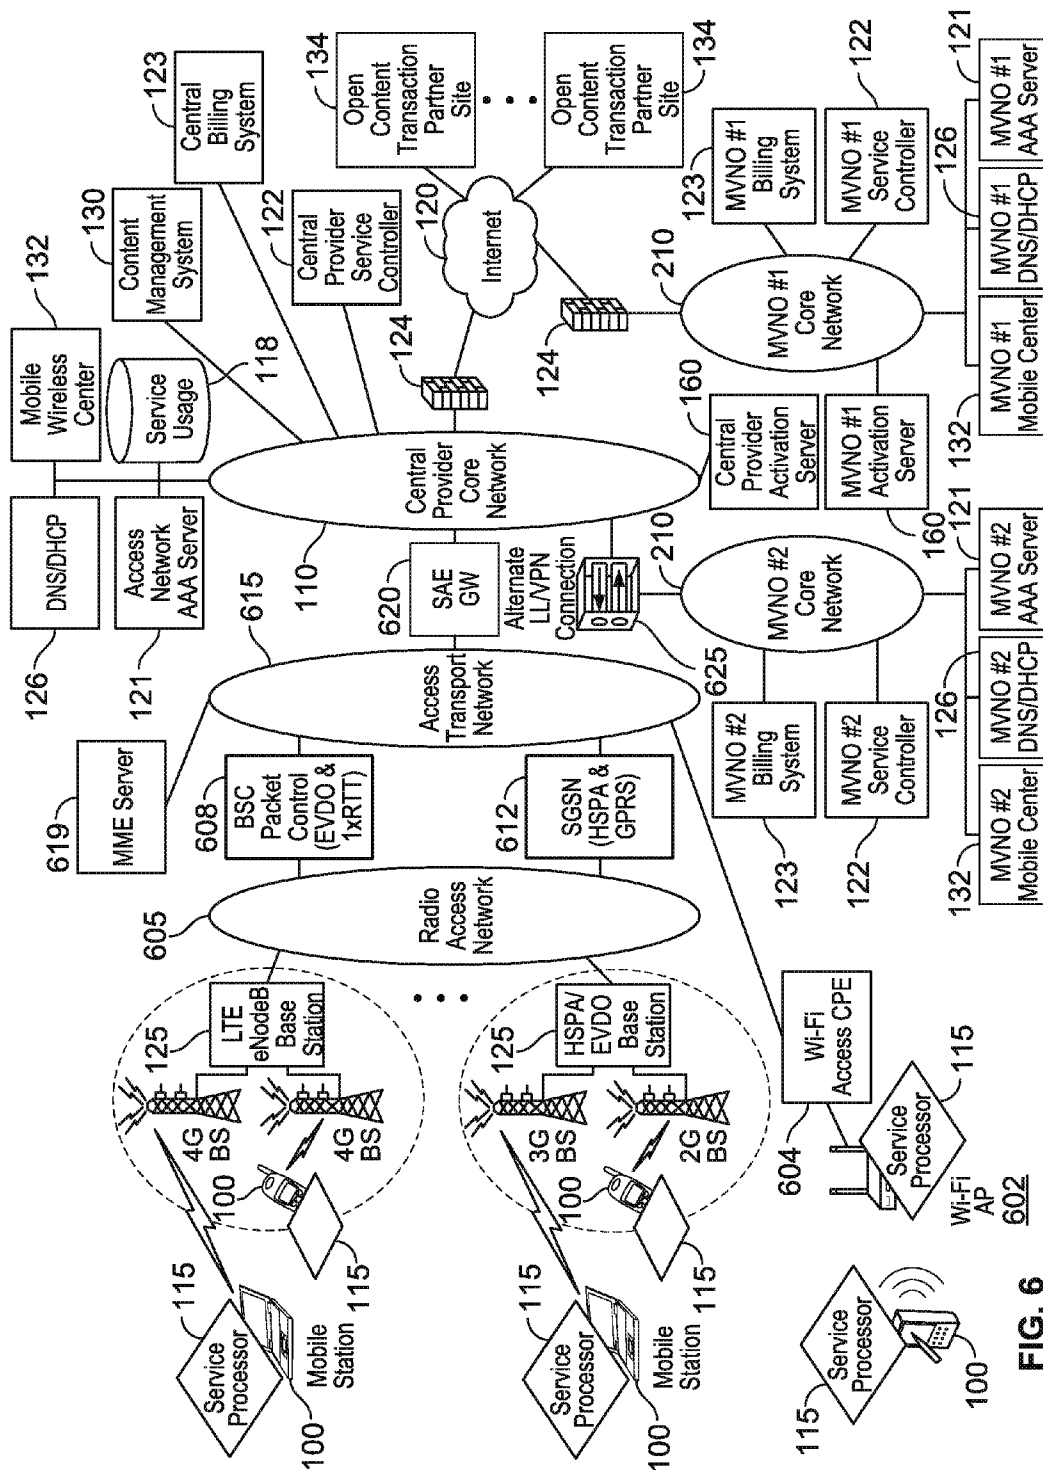 126
DNS/DHCP
Mobile
Wireless
Center
132
Content
Management
System
130
Central
Billing
System
123
121
Access
Network
AAA Server
Service
Usage
118
Central
Provider
Service
Controller
122
Open
Content
Transaction
Partner
Site
134
Open
Content
Transaction
Partner
Site
134
Internet
120
124
124
619
MME Server
615
Access
Transport
Network
620
SAE
GW
110
Central
Provider
Core
Network
Alternate
LL/VPN
Connection
625
160
Central
Provider
Activation
Server
608
BSC
Packet
Control
(EVDO &
1xRTT)
612
SGSN
(HSPA &
GPRS)
605
Radio
Access
Network
125
LTE
eNodeB
Base
Station
4G
BS
4G
BS
100
115
115
Service
Processor
100
Mobile
Station
125
HSPA/
EVDO
Base
Station
3G
BS
2G
BS
100
115
115
Service
Processor
100
Mobile
Station
604
Wi-Fi
Access CPE
115
Service
Processor
Wi-Fi
AP
602
115
Service
Processor
100
210
MVNO #2
Core
Network
MVNO #2
Billing
System
123
MVNO #2
Service
Controller
122
132
MVNO #2
Mobile Center
126
MVNO #2
DNS/DHCP
121
MVNO #2
AAA Server
210
MVNO #1
Core
Network
160
MVNO #1
Activation
Server
123
MVNO #1
Billing
System
122
MVNO #1
Service
Controller
132
MVNO #1
Mobile Center
126
MVNO #1
DNS/DHCP
121
MVNO #1
AAA Server
FIG. 6